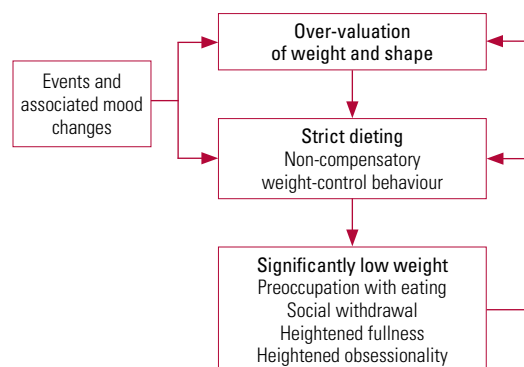 Over-valuation
of weight and shape
Events and
associated mood
changes
Strict dieting
Non-compensatory
weight-control behaviour
Significantly low weight
Preoccupation with eating
Social withdrawal
Heightened fullness
Heightened obsessionality